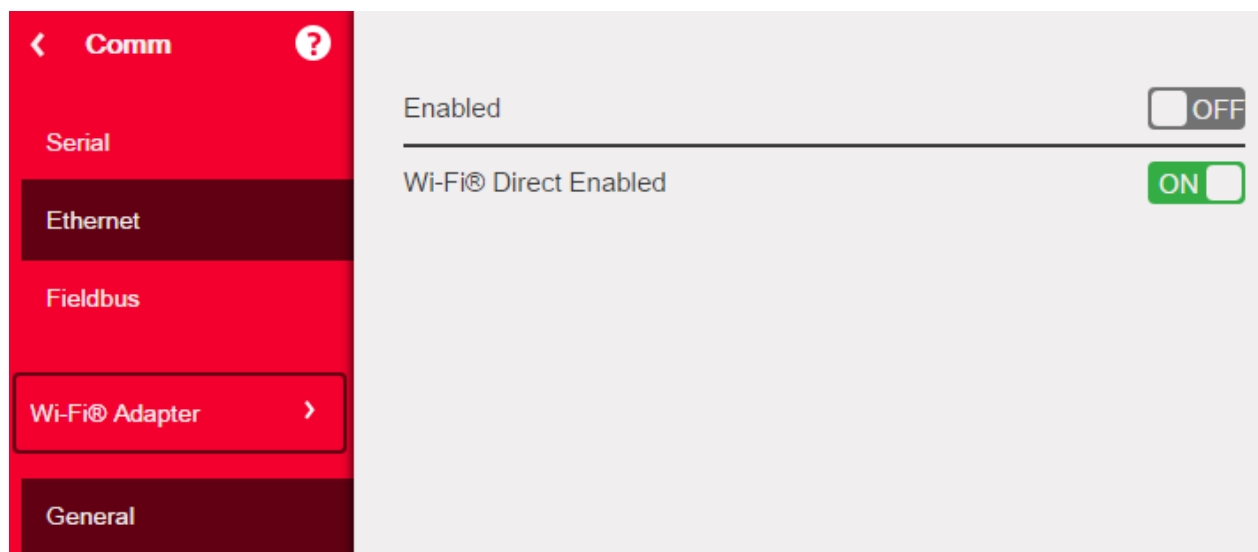 Comm ?
Serial
Ethernet
Fieldbus
Wi-Fi® Adapter
General
Enabled OFF
Wi-Fi® Direct Enabled ON